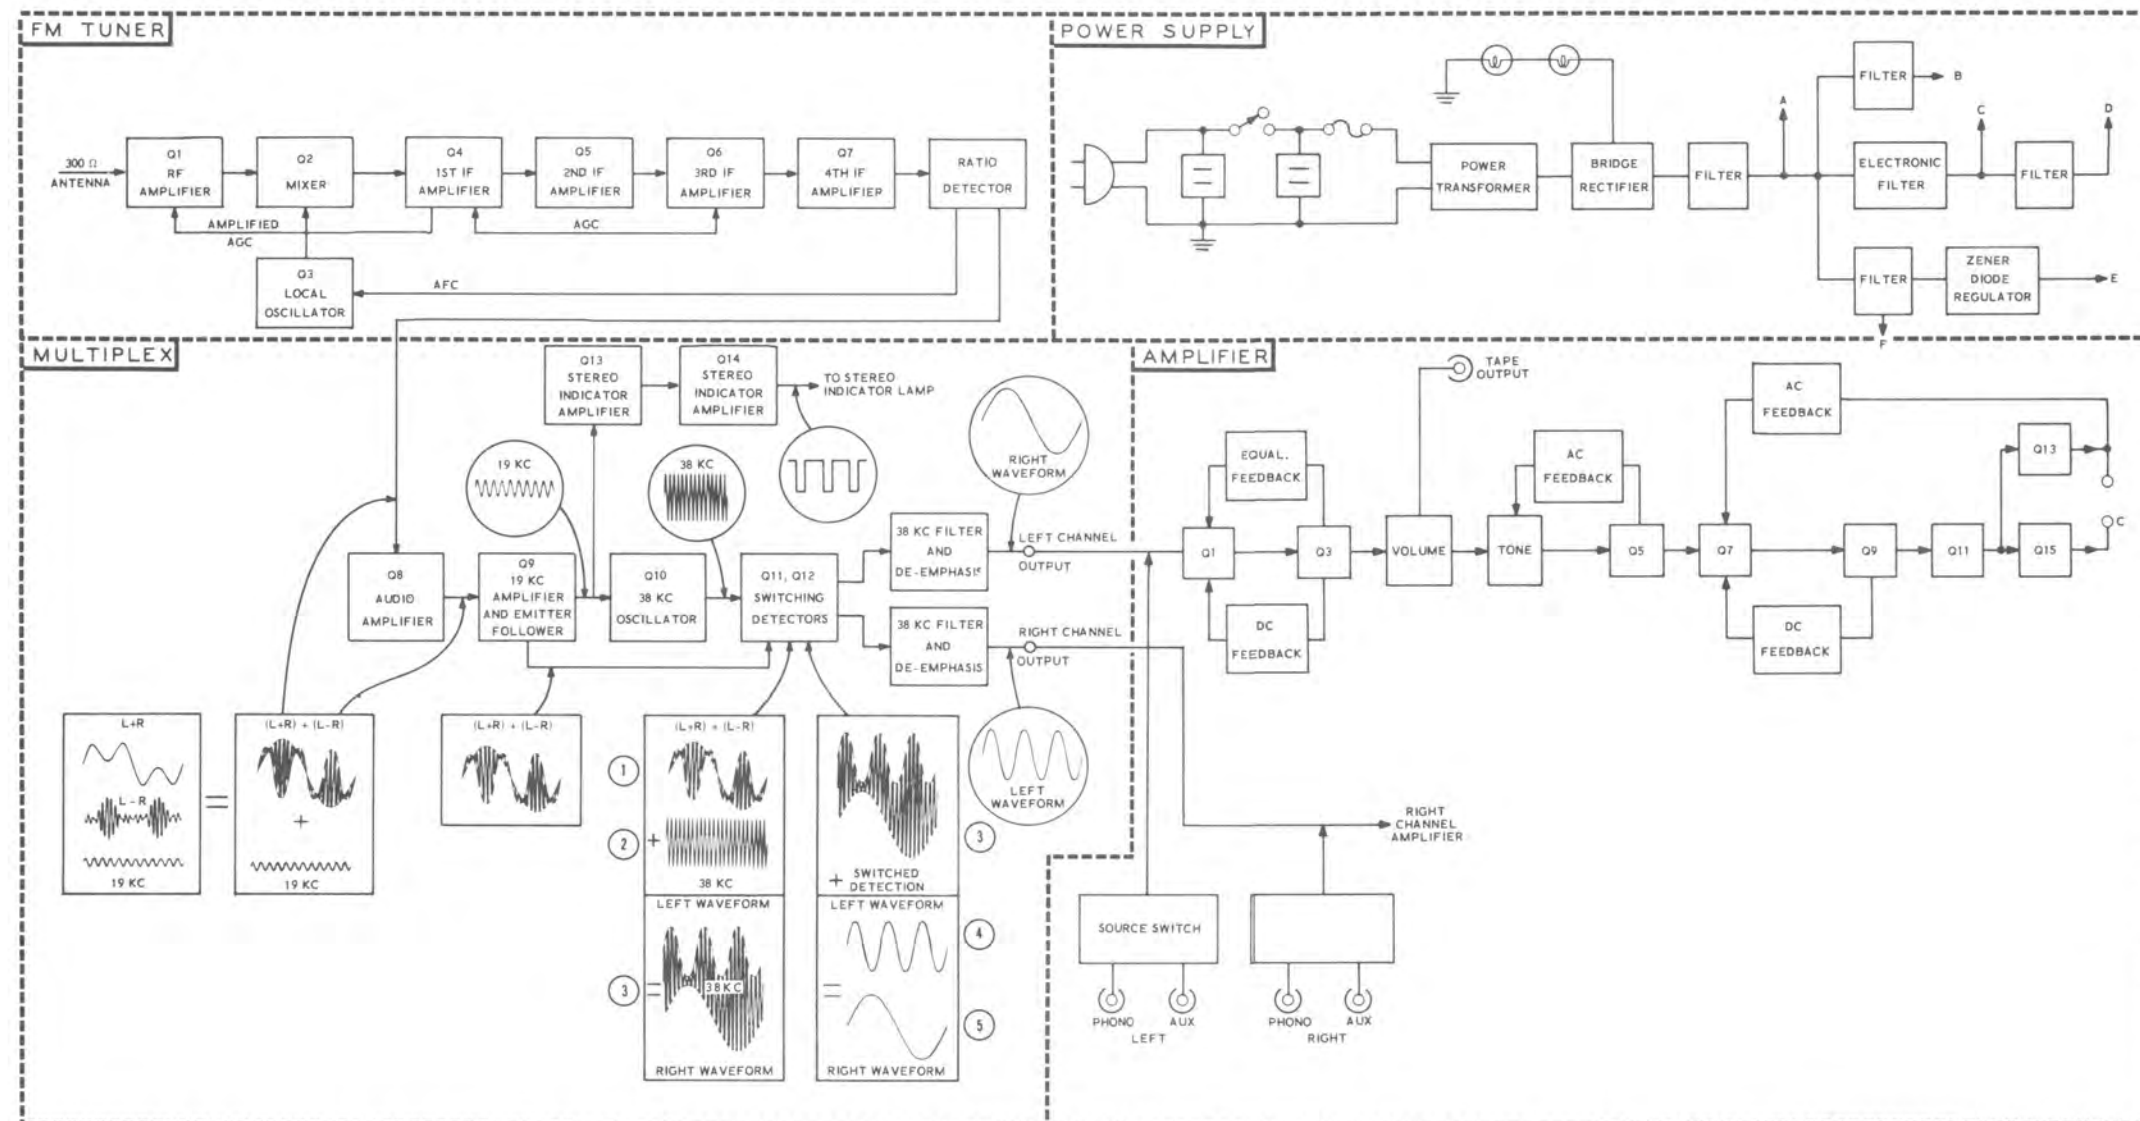 FM TUNER
300 Ω
ANTENNA
Q1
RF
AMPLIFIER
Q2
MIXER
Q4
1ST IF
AMPLIFIER
Q5
2ND IF
AMPLIFIER
Q6
3RD IF
AMPLIFIER
Q7
4TH IF
AMPLIFIER
RATIO
DETECTOR
AMPLIFIED
AGC
AGC
Q3
LOCAL
OSCILLATOR
AFC
POWER SUPPLY
POWER
TRANSFORMER
BRIDGE
RECTIFIER
FILTER
A
FILTER
B
ELECTRONIC
FILTER
C
FILTER
D
FILTER
ZENER
DIODE
REGULATOR
E
F
MULTIPLEX
Q13
STEREO
INDICATOR
AMPLIFIER
Q14
STEREO
INDICATOR
AMPLIFIER
TO STEREO
INDICATOR LAMP
19 KC
38 KC
RIGHT
WAVEFORM
Q8
AUDIO
AMPLIFIER
Q9
19 KC
AMPLIFIER
AND EMITTER
FOLLOWER
Q10
38 KC
OSCILLATOR
Q11, Q12
SWITCHING
DETECTORS
38 KC FILTER
AND
DE-EMPHASIS
LEFT CHANNEL
OUTPUT
38 KC FILTER
AND
DE-EMPHASIS
RIGHT CHANNEL
OUTPUT
LEFT
WAVEFORM
L+R
L-R
19 KC
=
(L+R) + (L-R)
+
19 KC
(L+R) + (L-R)
1
(L+R) + (L-R)
2
+
38 KC
LEFT WAVEFORM
3
=
38KC
RIGHT WAVEFORM
3
+ SWITCHED
DETECTION
LEFT WAVEFORM
4
=
5
RIGHT WAVEFORM
AMPLIFIER
TAPE
OUTPUT
EQUAL.
FEEDBACK
Q1
Q3
DC
FEEDBACK
VOLUME
TONE
AC
FEEDBACK
Q5
AC
FEEDBACK
Q7
Q9
DC
FEEDBACK
Q11
Q13
Q15
C
RIGHT
CHANNEL
AMPLIFIER
SOURCE SWITCH
PHONO
AUX
LEFT
PHONO
AUX
RIGHT